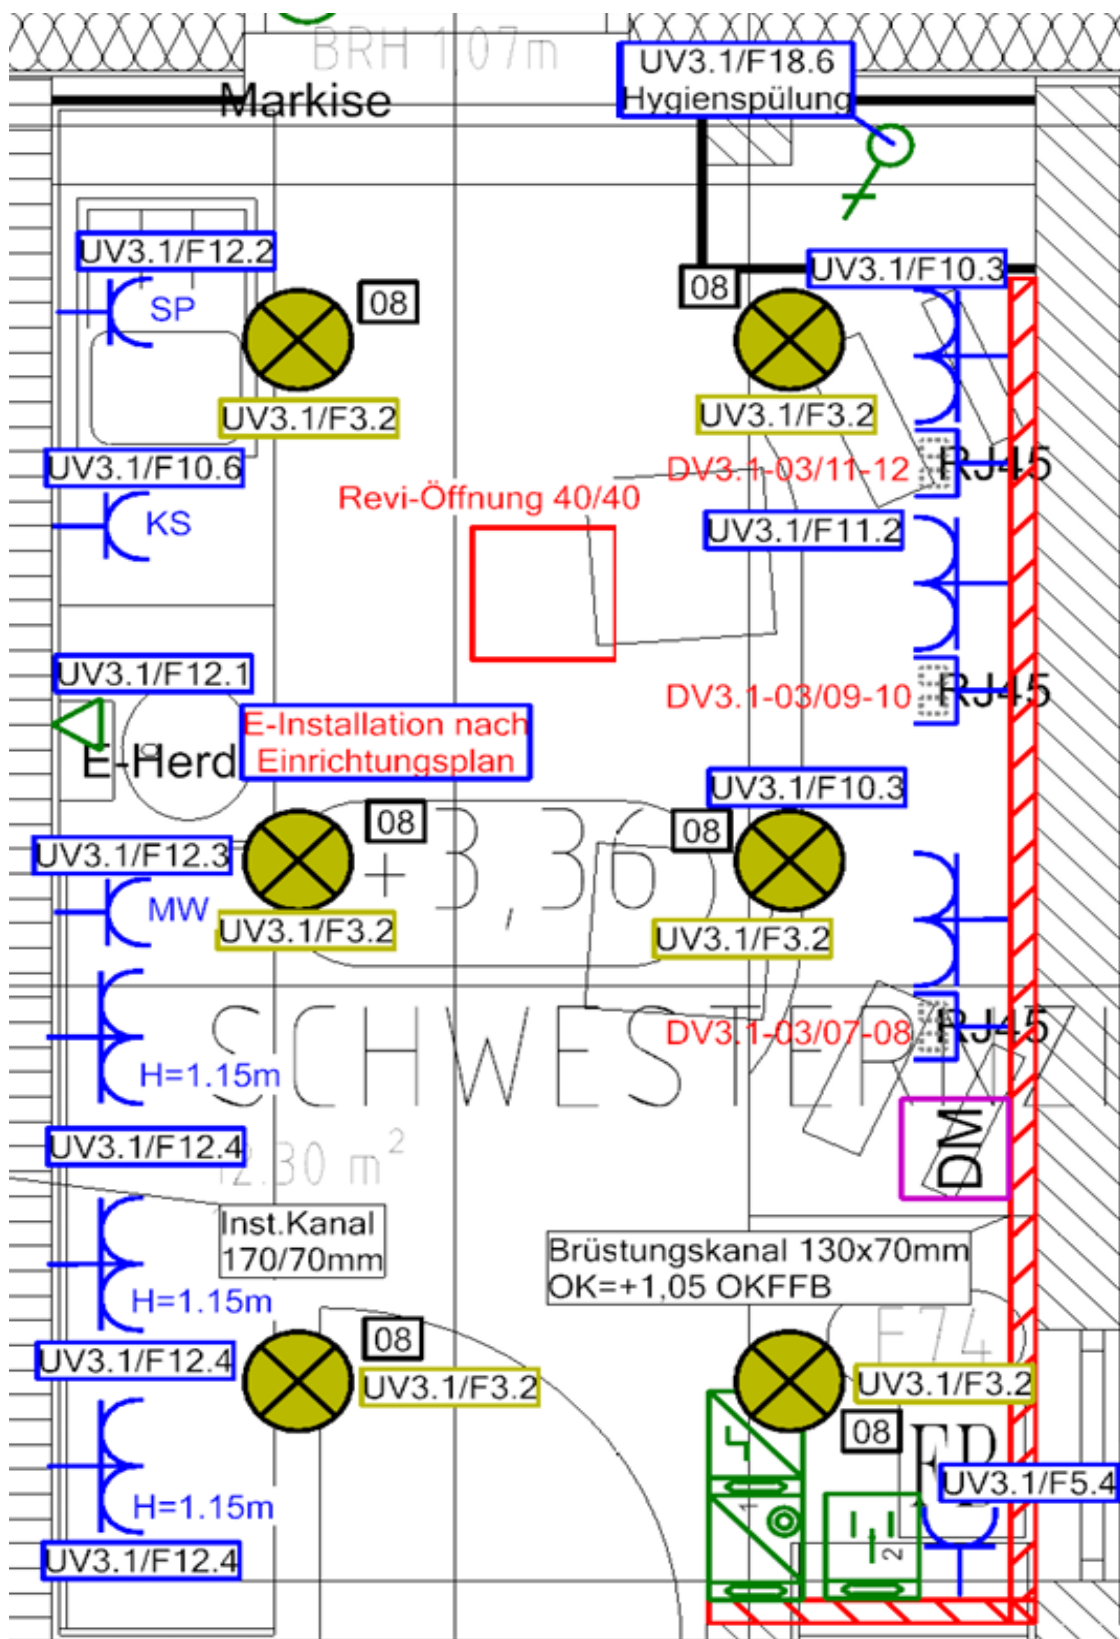 BRH 1.07m
UV3.1/F18.6
Hygienspülung
Markise
UV3.1/F12.2
SP
08
08
UV3.1/F10.3
UV3.1/F3.2
UV3.1/F3.2
UV3.1/F10.6
KS
DV3.1-03/11-12
RJ45
Revi-Öffnung 40/40
UV3.1/F11.2
UV3.1/F12.1
E-Herd
E-Installation nach
Einrichtungsplan
DV3.1-03/09-10
RJ45
UV3.1/F10.3
08
08
+3,36
UV3.1/F12.3
MW
UV3.1/F3.2
UV3.1/F3.2
SCHWESTERNZI
DV3.1-03/07-08
RJ45
H=1.15m
DM
UV3.1/F12.4
12.30 m²
Inst.Kanal
170/70mm
Brüstungskanal 130x70mm
OK=+1,05 OKFFB
H=1.15m
08
UV3.1/F12.4
UV3.1/F3.2
UV3.1/F3.2
08
UV3.1/F5.4
1
2
H=1.15m
UV3.1/F12.4